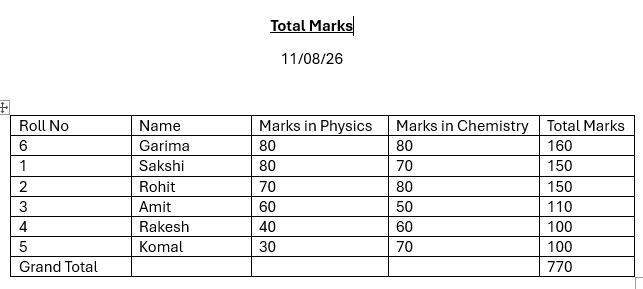 Total Marks
11/08/26
Roll No Name Marks in Physics Marks in Chemistry Total Marks
6 Garima 80 80 160
1 Sakshi 80 70 150
2 Rohit 70 80 150
3 Amit 60 50 110
4 Rakesh 40 60 100
5 Komal 30 70 100
Grand Total 770